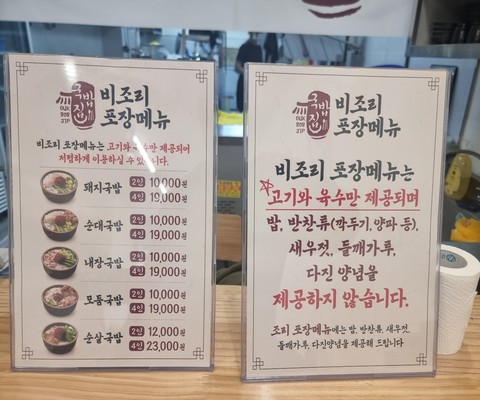 국밥집
GUK BAB ZIP
비조리
포장메뉴
비조리 포장메뉴는 고기와 육수만 제공되어
저렴하게 이용하실 수 있습니다.
돼지국밥 2인 10,000원
4인 19,000원
순대국밥 2인 10,000원
4인 19,000원
내장국밥 2인 10,000원
4인 19,000원
모듬국밥 2인 10,000원
4인 19,000원
순살국밥 2인 12,000원
4인 23,000원
국밥집
GUK BAB ZIP
비조리
포장메뉴
비조리 포장메뉴는
☆고기와 육수만 제공되며
밥, 반찬류(깍두기,양파 등),
새우젓, 들깨가루,
다진 양념을
제공하지 않습니다.
조리 포장메뉴에는 밥, 반찬류, 새우젓,
들깨가루, 다진양념을 제공해 드립니다